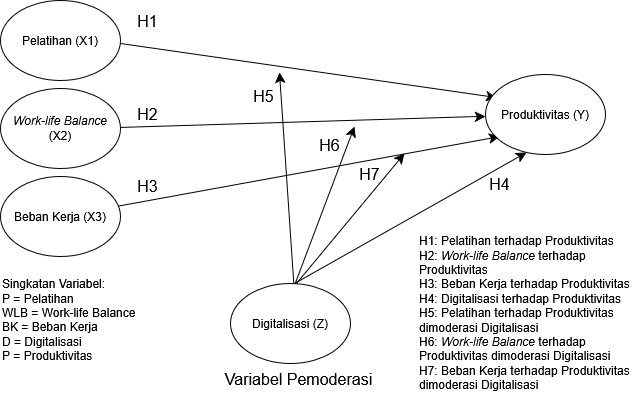 H1
Pelatihan (X1)
H5
Produktivitas (Y)
Work-life Balance
(X2)
H2
H6
H7
H3
H4
Beban Kerja (X3)
Digitalisasi (Z)
Variabel Pemoderasi
Singkatan Variabel:
P = Pelatihan
WLB = Work-life Balance
BK = Beban Kerja
D = Digitalisasi
P = Produktivitas
H1: Pelatihan terhadap Produktivitas
H2: Work-life Balance terhadap
Produktivitas
H3: Beban Kerja terhadap Produktivitas
H4: Digitalisasi terhadap Produktivitas
H5: Pelatihan terhadap Produktivitas
dimoderasi Digitalisasi
H6: Work-life Balance terhadap
Produktivitas dimoderasi Digitalisasi
H7: Beban Kerja terhadap Produktivitas
dimoderasi Digitalisasi